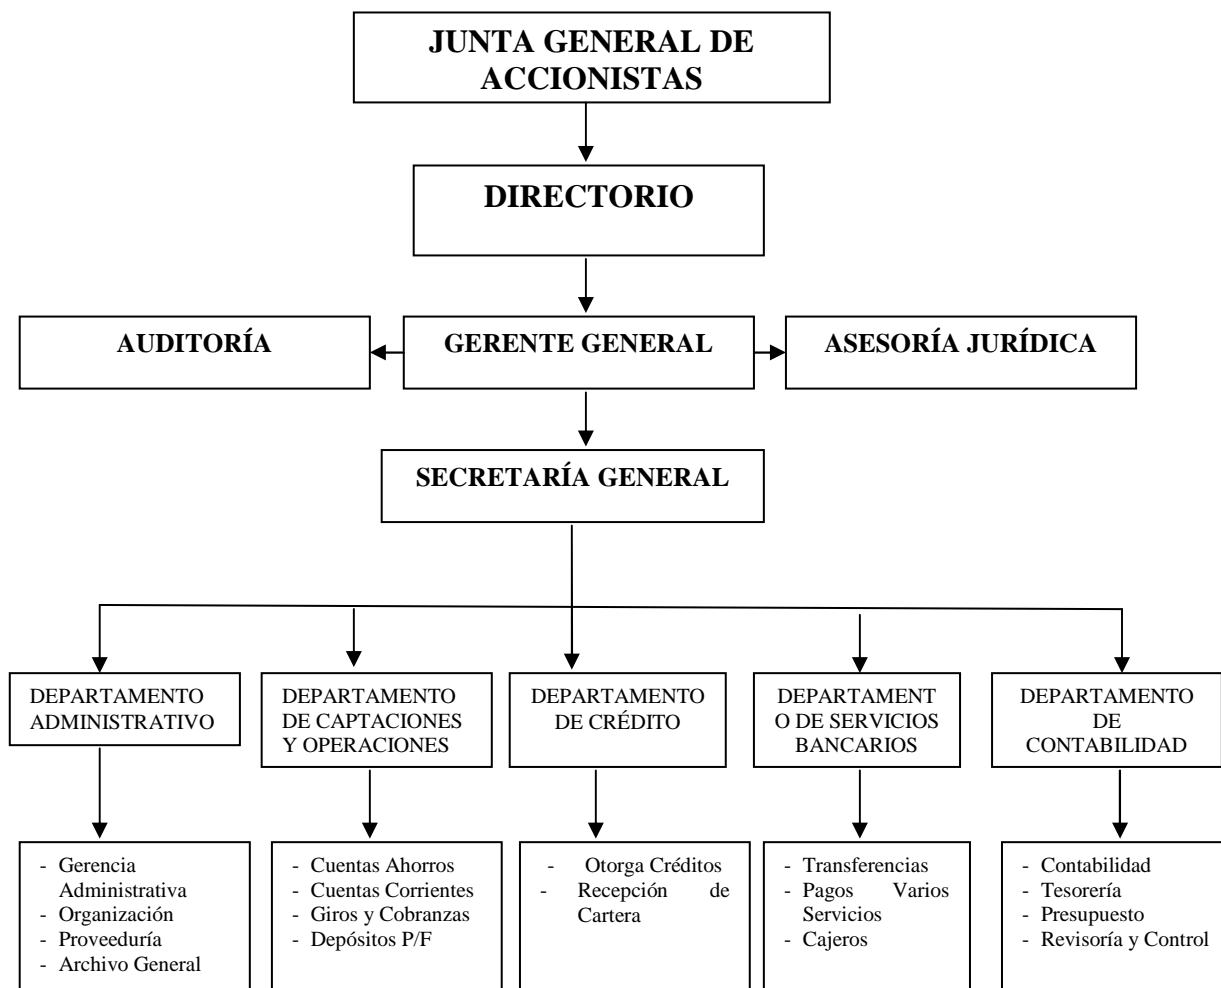 JUNTA GENERAL DE
ACCIONISTAS
DIRECTORIO
AUDITORÍA
GERENTE GENERAL
ASESORÍA JURÍDICA
SECRETARÍA GENERAL
DEPARTAMENTO
ADMINISTRATIVO
DEPARTAMENTO
DE CAPTACIONES
Y OPERACIONES
DEPARTAMENTO
DE CRÉDITO
DEPARTAMENT
O DE SERVICIOS
BANCARIOS
DEPARTAMENTO
DE
CONTABILIDAD
- Gerencia
Administrativa
- Organización
- Proveeduría
- Archivo General
- Cuentas Ahorros
- Cuentas Corrientes
- Giros y Cobranzas
- Depósitos P/F
- Otorga Créditos
- Recepción de
Cartera
- Transferencias
- Pagos Varios
Servicios
- Cajeros
- Contabilidad
- Tesorería
- Presupuesto
- Revisoría y Control